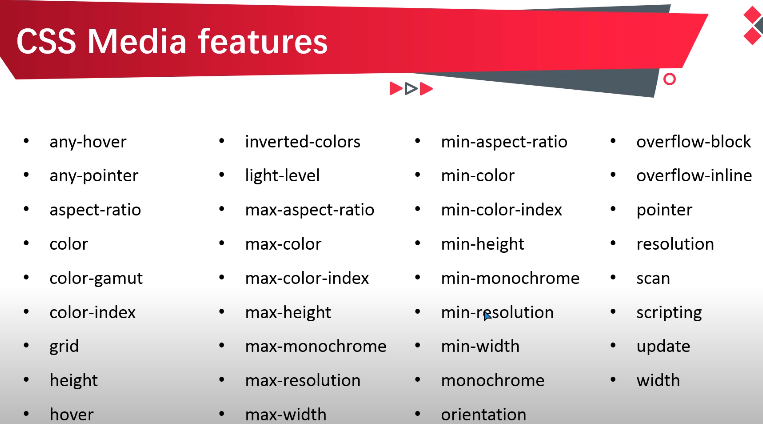 CSS Media features
• any-hover
• any-pointer
• aspect-ratio
• color
• color-gamut
• color-index
• grid
• height
• hover
• inverted-colors
• light-level
• max-aspect-ratio
• max-color
• max-color-index
• max-height
• max-monochrome
• max-resolution
• max-width
• min-aspect-ratio
• min-color
• min-color-index
• min-height
• min-monochrome
• min-resolution
• min-width
• monochrome
• orientation
• overflow-block
• overflow-inline
• pointer
• resolution
• scan
• scripting
• update
• width